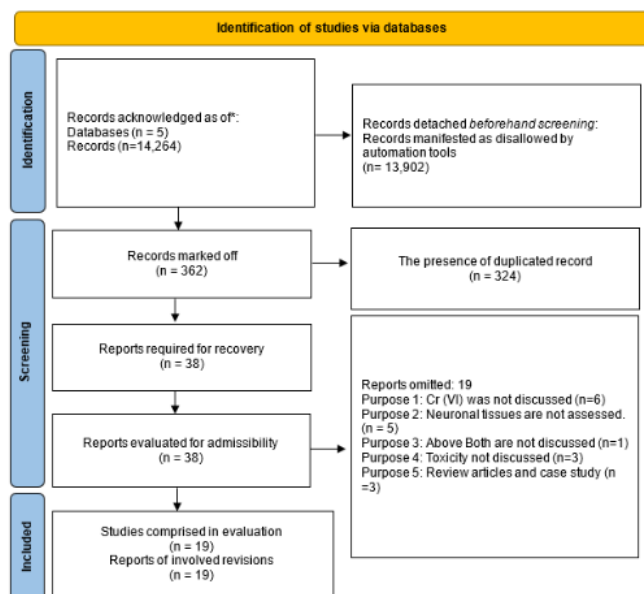 Identification of studies via databases
Identification
Records acknowledged as of*:
Databases (n = 5)
Records (n=14,264)
Records detached beforehand screening:
Records manifested as disallowed by
automation tools
(n= 13,902)
Screening
Records marked off
(n = 362)
The presence of duplicated record
(n = 324)
Reports required for recovery
(n = 38)
Reports evaluated for admissibility
(n = 38)
Reports omitted: 19
Purpose 1: Cr (VI) was not discussed (n=6)
Purpose 2: Neuronal tissues are not assessed.
(n = 5)
Purpose 3: Above Both are not discussed (n=1)
Purpose 4: Toxicity not discussed (n=3)
Purpose 5: Review articles and case study (n
=3)
Included
Studies comprised in evaluation
(n = 19)
Reports of involved revisions
(n = 19)